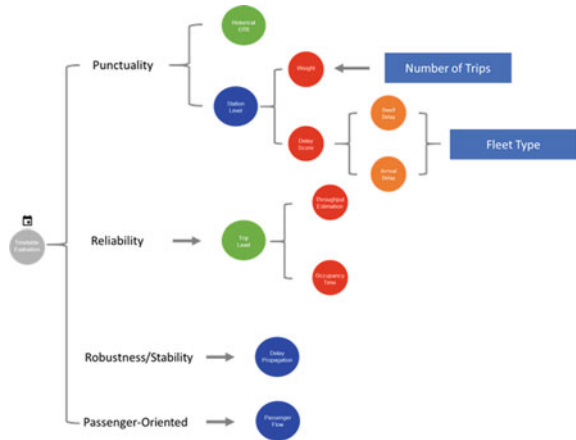 Historical
OTR
Punctuality
Weight
Number of Trips
Station
Level
Dwell
Delay
Delay
Score
Fleet Type
Arrival
Delay
Throughput
Estimation
Timetable
Evaluation
Reliability
Trip
Level
Occupancy
Time
Robustness/Stability
Delay
Propagation
Passenger-Oriented
Passenger
Flow